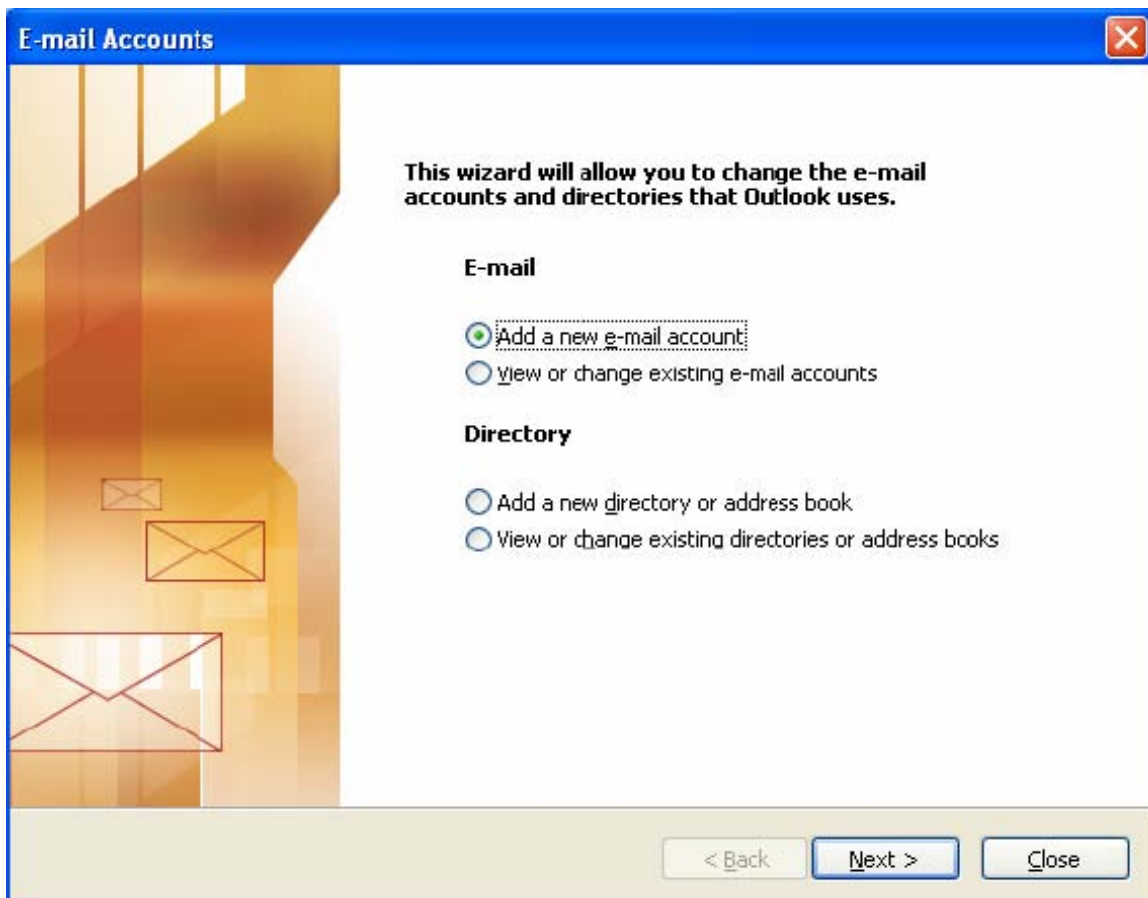 E-mail Accounts
This wizard will allow you to change the e-mail
accounts and directories that Outlook uses.
E-mail
Add a new e-mail account
View or change existing e-mail accounts
Directory
Add a new directory or address book
View or change existing directories or address books
< Back Next > Close